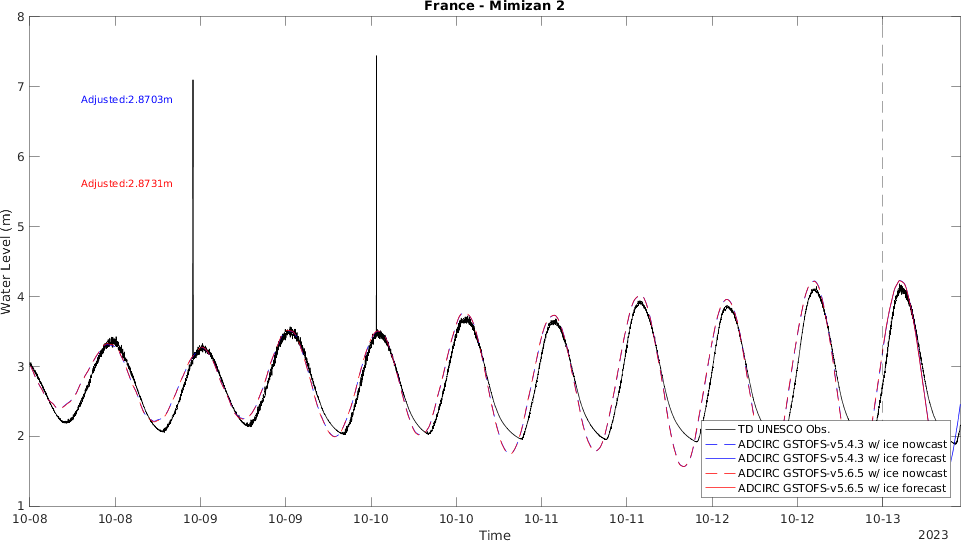 France - Mimizan 2
8
7
6
5
4
3
2
1
Water Level (m)
Adjusted:2.8703m
Adjusted:2.8731m
TD UNESCO Obs.
ADCIRC GSTOFS-v5.4.3 w/ ice nowcast
ADCIRC GSTOFS-v5.4.3 w/ ice forecast
ADCIRC GSTOFS-v5.6.5 w/ ice nowcast
ADCIRC GSTOFS-v5.6.5 w/ ice forecast
10-08 10-08 10-09 10-09 10-10 10-10 10-11 10-11 10-12 10-12 10-13
Time
2023